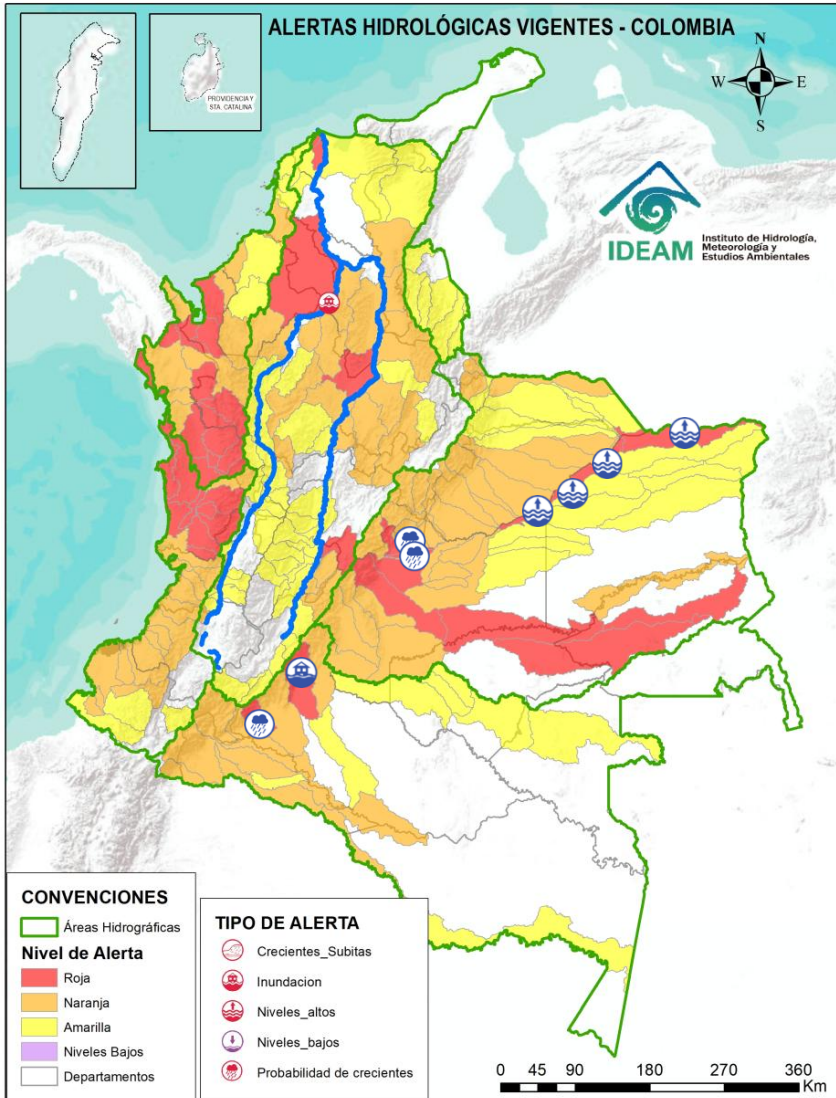 ALERTAS HIDROLÓGICAS VIGENTES - COLOMBIA
PROVIDENCIA Y
STA. CATALINA
N
W
E
S
IDEAM
Instituto de Hidrología,
Meteorología y
Estudios Ambientales
CONVENCIONES
Áreas Hidrográficas
Nivel de Alerta
Roja
Naranja
Amarilla
Niveles Bajos
Departamentos
TIPO DE ALERTA
Crecientes_Subitas
Inundacion
Niveles_altos
Niveles_bajos
Probabilidad de crecientes
0 45 90 180 270 360
Km